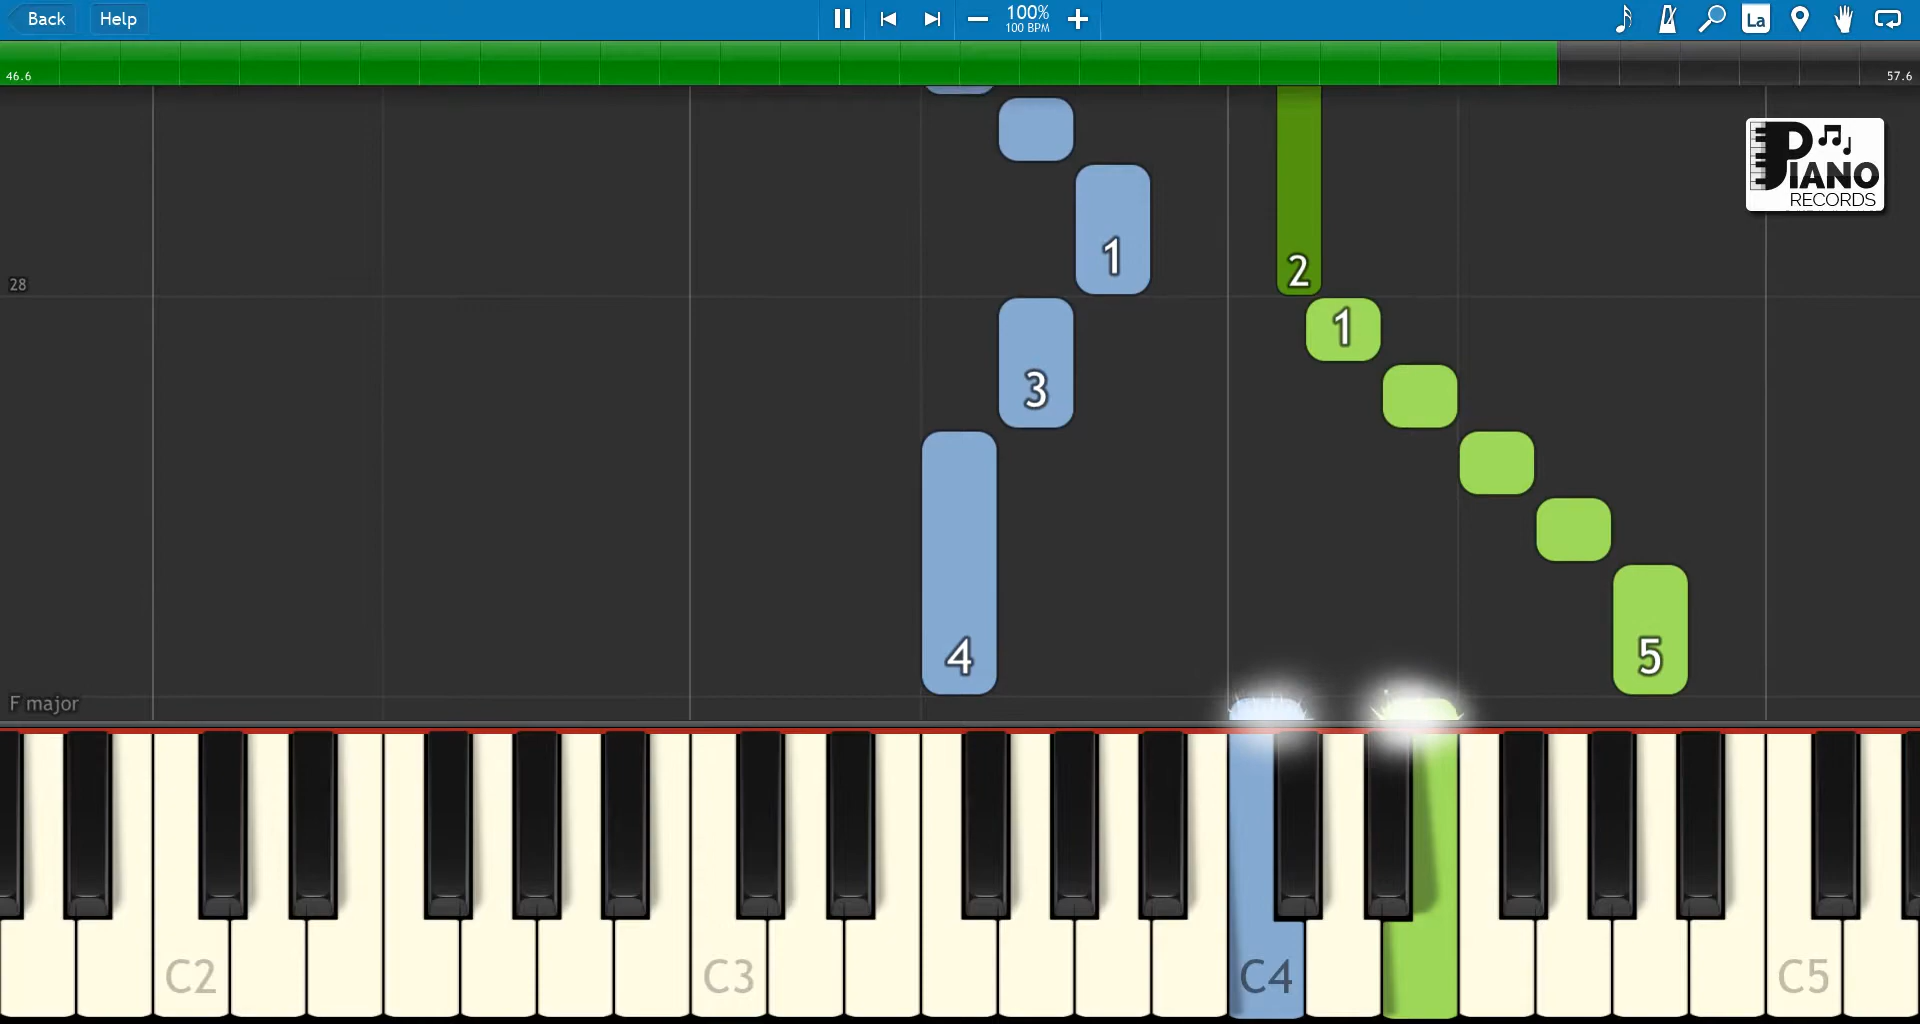 Back Help
100%
100 BPM
La
46.6
57.6
PIANO
RECORDS
1
2
28
1
3
4
5
F major
C2 C3 C4 C5